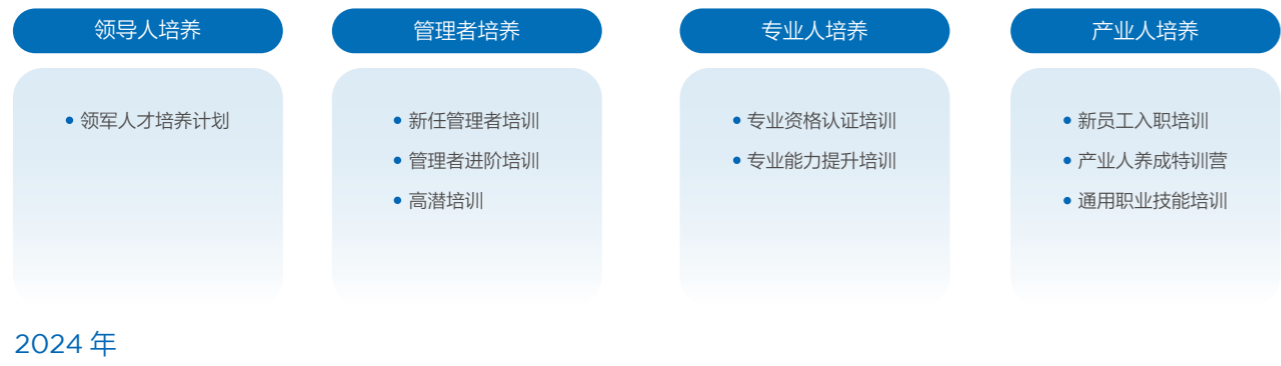 领导人培养
• 领军人才培养计划
管理者培养
• 新任管理者培训
• 管理者进阶培训
• 高潜培训
专业人培养
• 专业资格认证培训
• 专业能力提升培训
产业人培养
• 新员工入职培训
• 产业人养成特训营
• 通用职业技能培训
2024 年